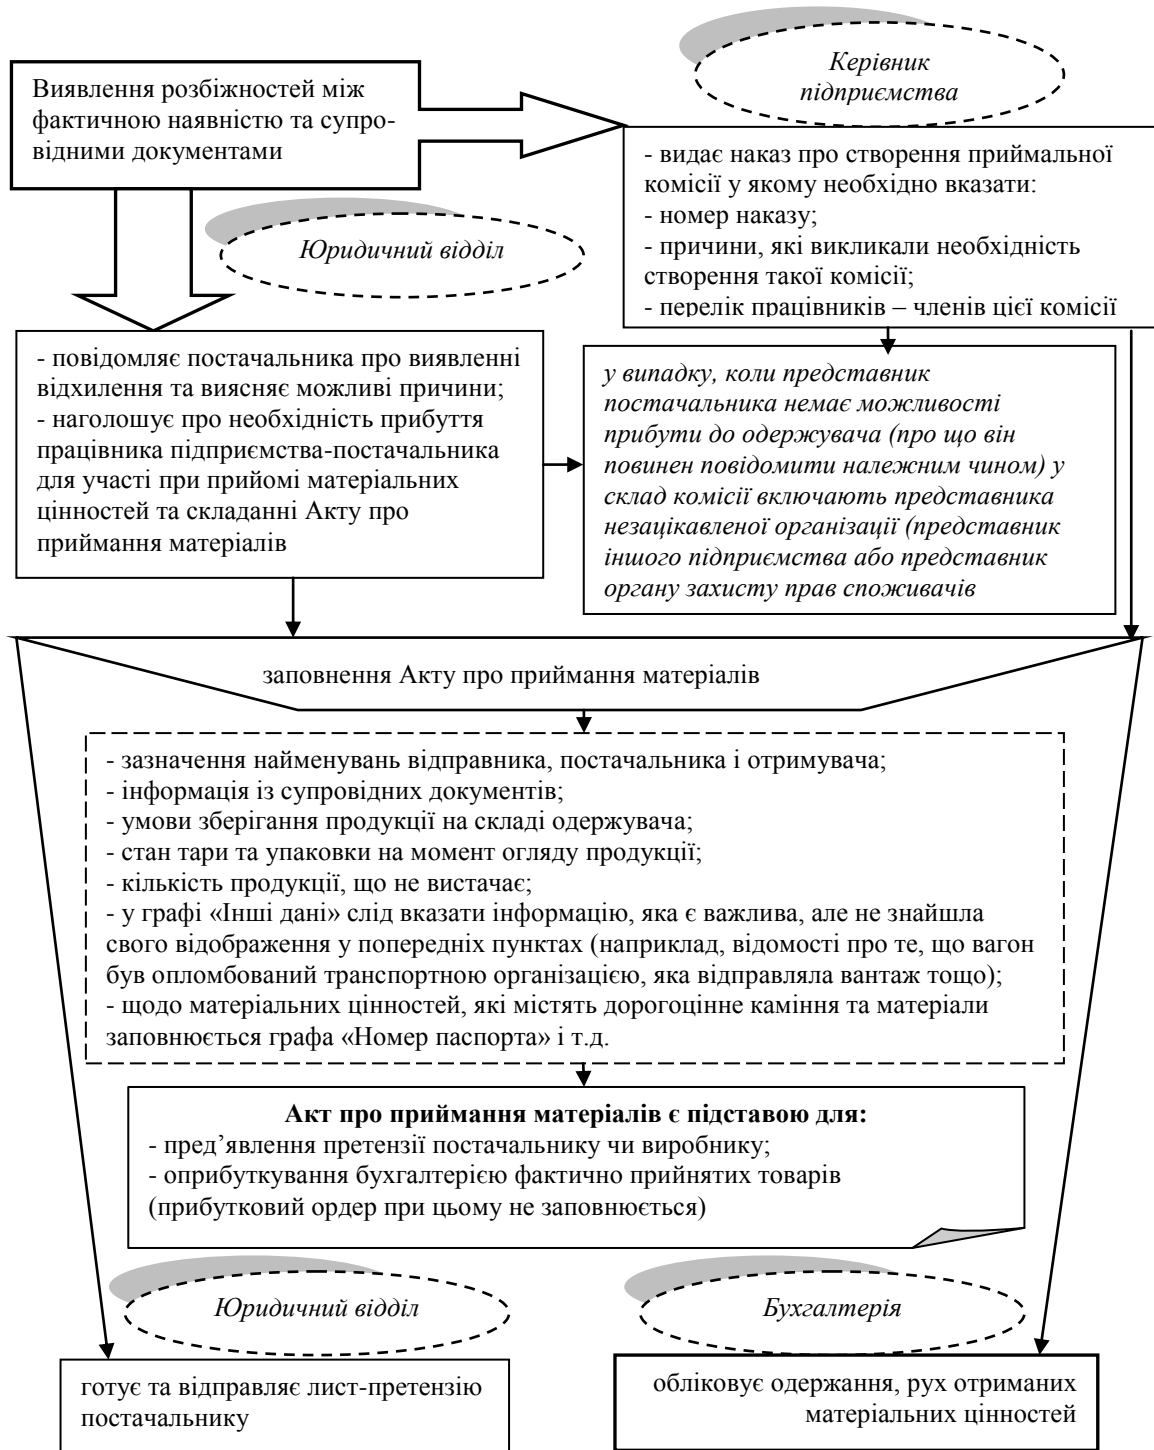 Виявлення розбіжностей між
фактичною наявністю та супро-
відними документами
Керівник
підприємства
- видає наказ про створення приймальної
комісії у якому необхідно вказати:
- номер наказу;
- причини, які викликали необхідність
створення такої комісії;
- перелік працівників – членів цієї комісії
Юридичний відділ
- повідомляє постачальника про виявленні
відхилення та виясняє можливі причини;
- наголошує про необхідність прибуття
працівника підприємства-постачальника
для участі при прийомі матеріальних
цінностей та складанні Акту про
приймання матеріалів
у випадку, коли представник
постачальника немає можливості
прибути до одержувача (про що він
повинен повідомити належним чином) у
склад комісії включають представника
незацікавленої організації (представник
іншого підприємства або представник
органу захисту прав споживачів
заповнення Акту про приймання матеріалів
- зазначення найменувань відправника, постачальника і отримувача;
- інформація із супровідних документів;
- умови зберігання продукції на складі одержувача;
- стан тари та упаковки на момент огляду продукції;
- кількість продукції, що не вистачає;
- у графі «Інші дані» слід вказати інформацію, яка є важлива, але не знайшла
свого відображення у попередніх пунктах (наприклад, відомості про те, що вагон
був опломбований транспортною організацією, яка відправляла вантаж тощо);
- щодо матеріальних цінностей, які містять дорогоцінне каміння та матеріали
заповнюється графа «Номер паспорта» і т.д.
Акт про приймання матеріалів є підставою для:
- пред’явлення претензії постачальнику чи виробнику;
- оприбуткування бухгалтерією фактично прийнятих товарів
(прибутковий ордер при цьому не заповнюється)
Юридичний відділ
готує та відправляє лист-претензію
постачальнику
Бухгалтерія
обліковує одержання, рух отриманих
матеріальних цінностей